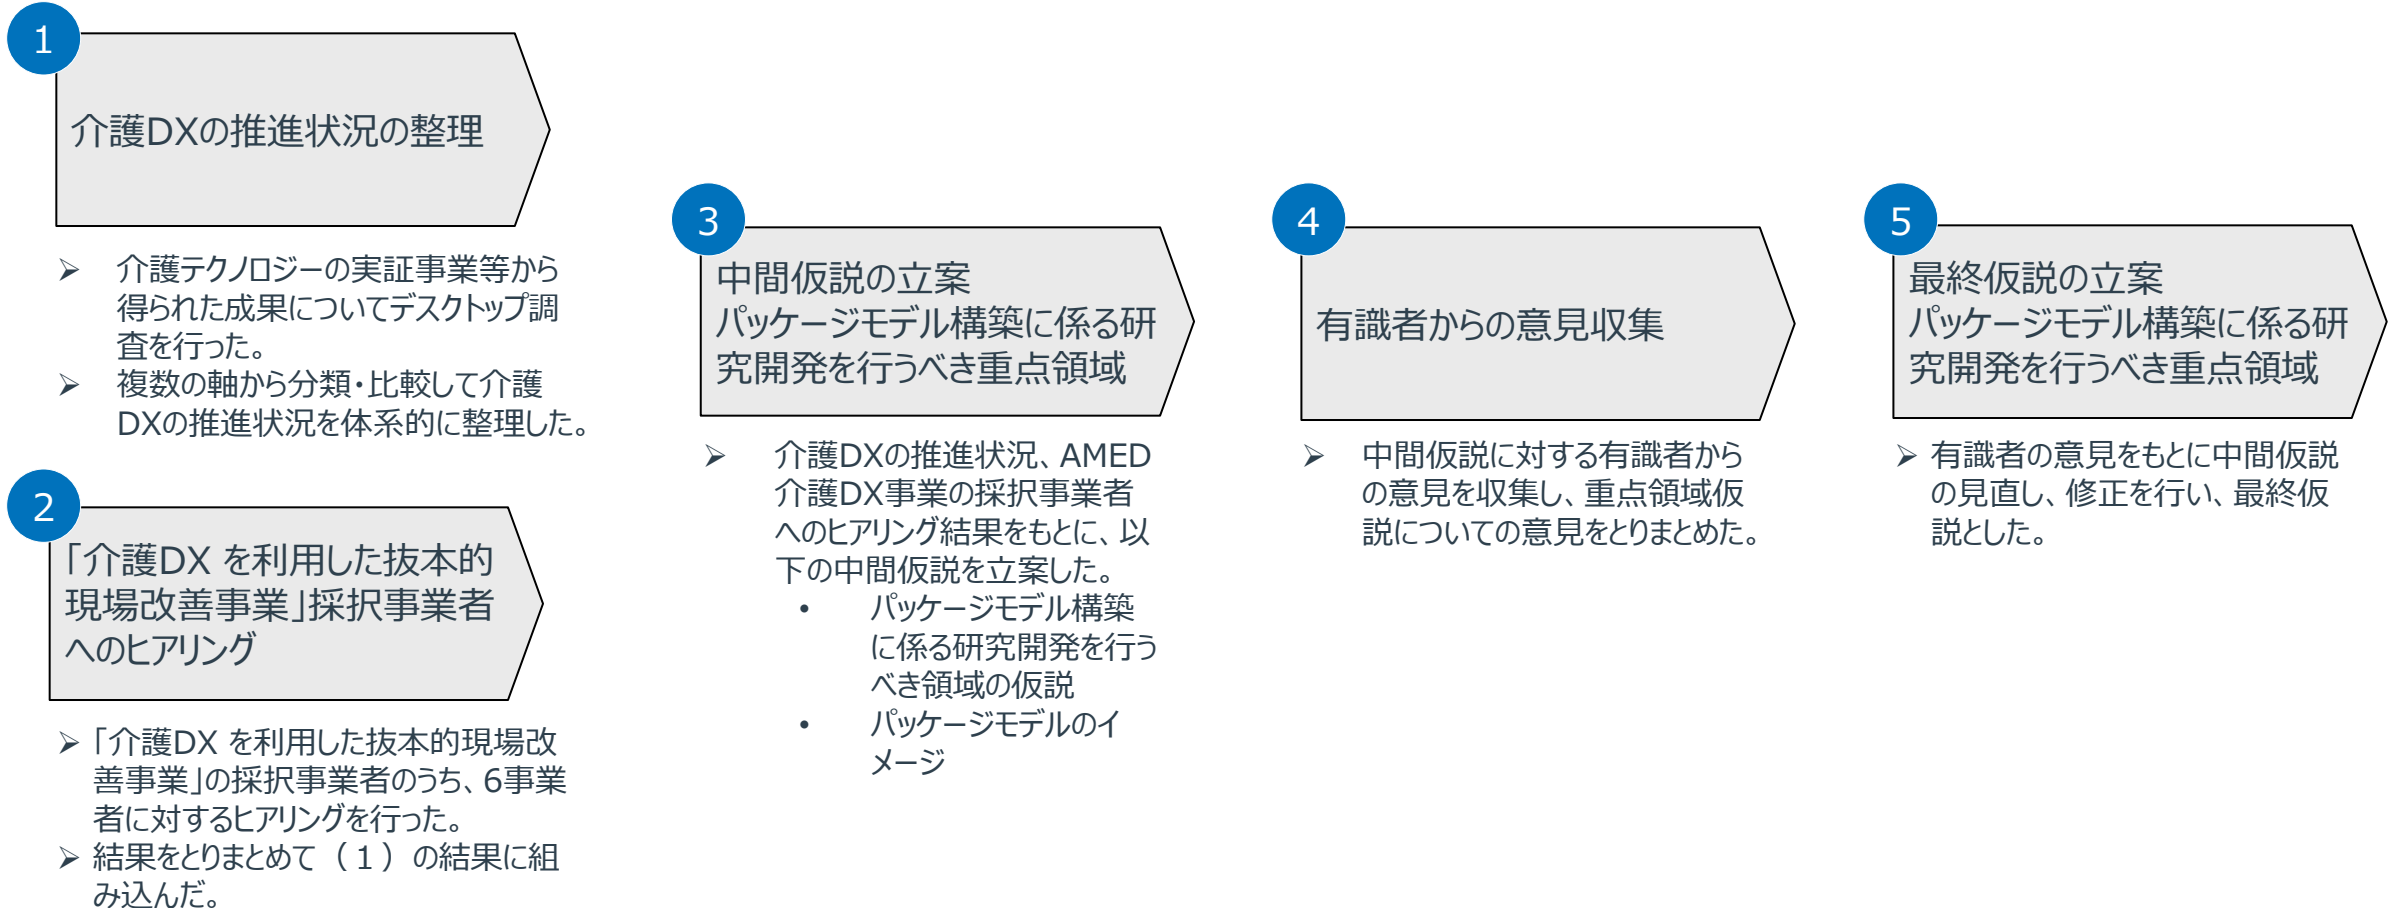 1
介護DXの推進状況の整理
➢ 介護テクノロジーの実証事業等から
得られた成果についてデスクトップ調
査を行った。
➢ 複数の軸から分類・比較して介護
DXの推進状況を体系的に整理した。
2
「介護DX を利用した抜本的
現場改善事業」採択事業者
へのヒアリング
➢ 「介護DX を利用した抜本的現場改
善事業」の採択事業者のうち、6事業
者に対するヒアリングを行った。
➢ 結果をとりまとめて（１）の結果に組
み込んだ。
3
中間仮説の立案
パッケージモデル構築に係る研
究開発を行うべき重点領域
➢ 介護DXの推進状況、AMED
介護DX事業の採択事業者
へのヒアリング結果をもとに、以
下の中間仮説を立案した。
• パッケージモデル構築
に係る研究開発を行う
べき領域の仮説
• パッケージモデルのイ
メージ
4
有識者からの意見収集
➢ 中間仮説に対する有識者から
の意見を収集し、重点領域仮
説についての意見をとりまとめた。
5
最終仮説の立案
パッケージモデル構築に係る研
究開発を行うべき重点領域
➢ 有識者の意見をもとに中間仮説
の見直し、修正を行い、最終仮
説とした。